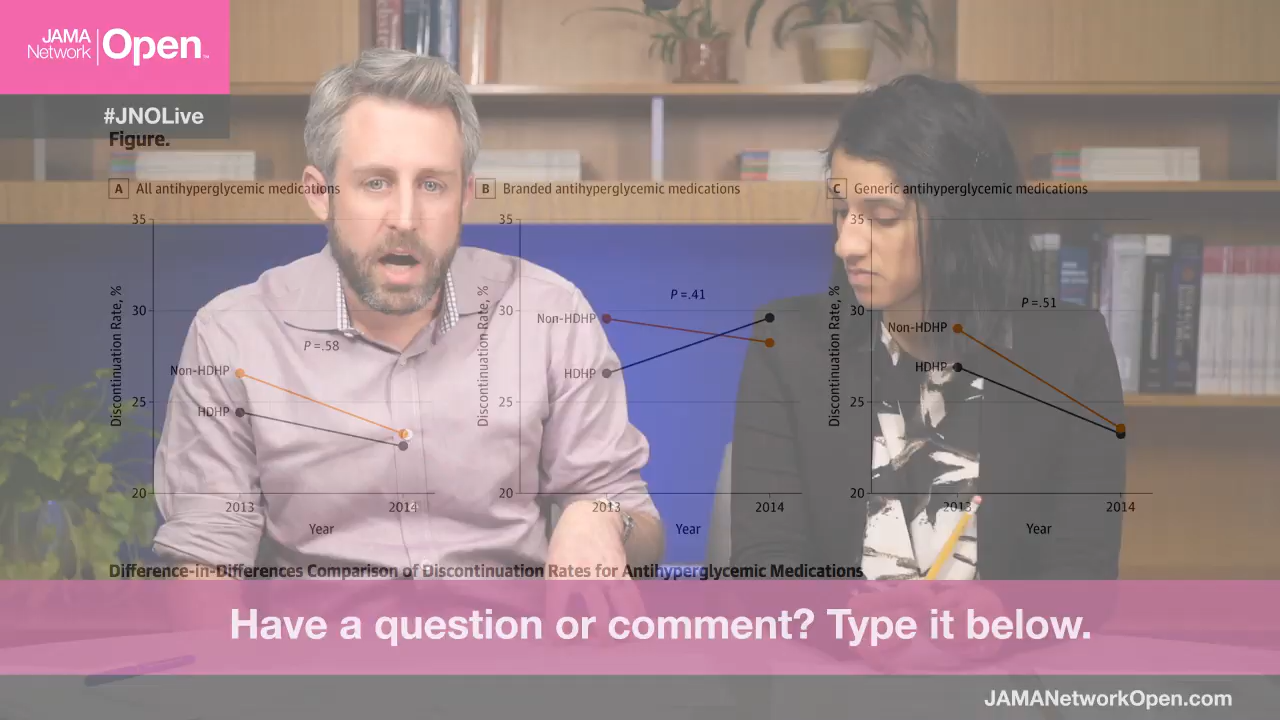 JAMA
Network
Open™
#JNOLive
Figure.
A All antihyperglycemic medications
35
30
25
20
Discontinuation Rate, %
P = .58
Non-HDHP
HDHP
2013 2014
Year
B Branded antihyperglycemic medications
35
30
25
20
Discontinuation Rate, %
P = .41
Non-HDHP
HDHP
2013 2014
Year
C Generic antihyperglycemic medications
35
30
25
20
Discontinuation Rate, %
P = .51
Non-HDHP
HDHP
2013 2014
Year
Difference-in-Differences Comparison of Discontinuation Rates for Antihyperglycemic Medications
Have a question or comment? Type it below.
JAMANetworkOpen.com